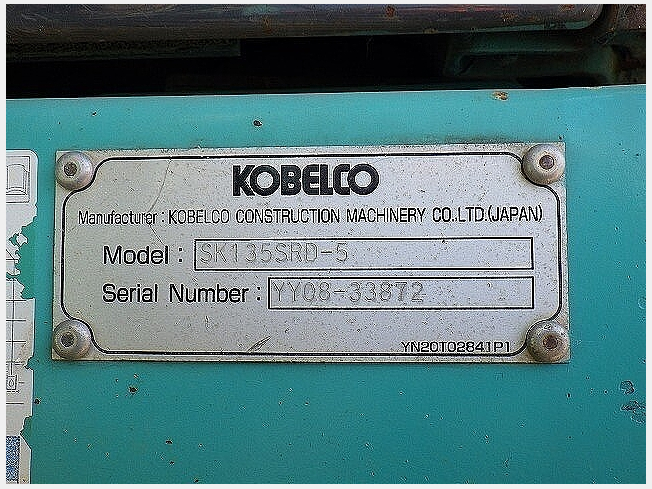 KOBELCO
Manufacturer : KOBELCO CONSTRUCTION MACHINERY CO.,LTD.(JAPAN)
Model : SK135SRD-5
Serial Number : YY08-33872
YN20T02841P1